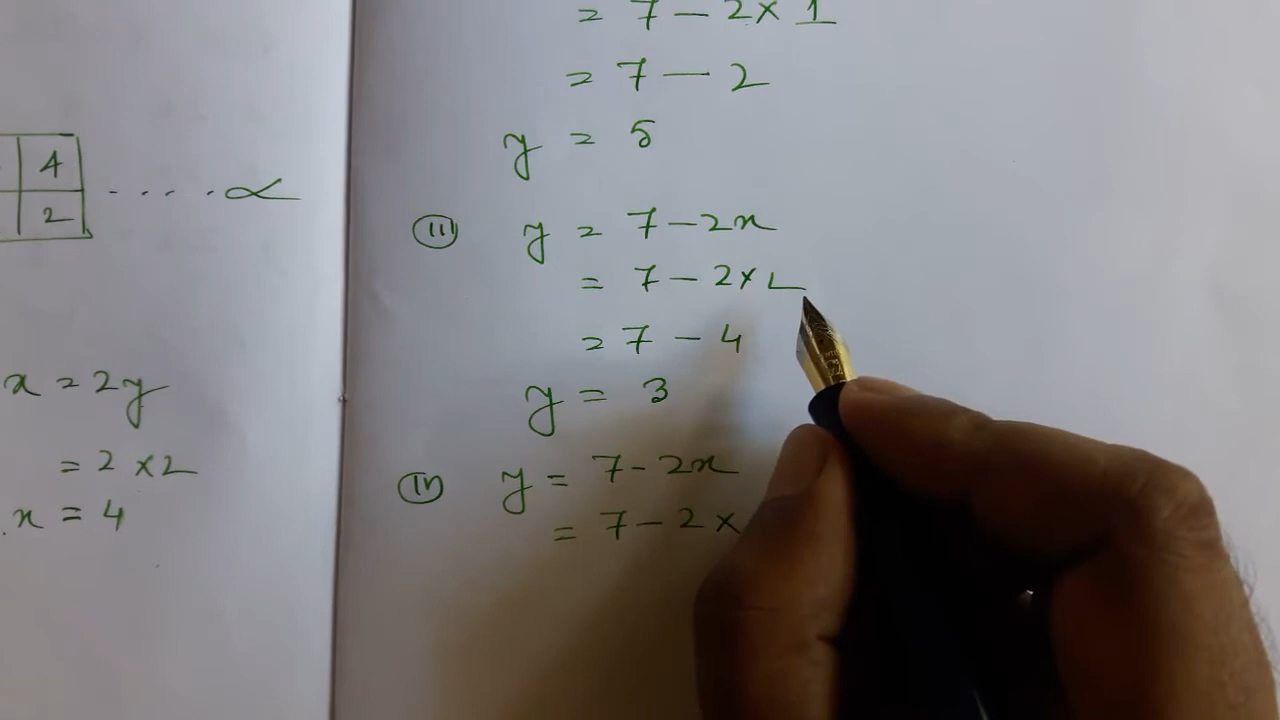 4
2
. . . . . ∝
x = 2y
= 2 × 2
x = 4
= 7 - 2 × 1
= 7 - 2
y = 5
(iii) y = 7 - 2x
= 7 - 2 × 2
= 7 - 4
y = 3
(iv) y = 7 - 2x
= 7 - 2 ×